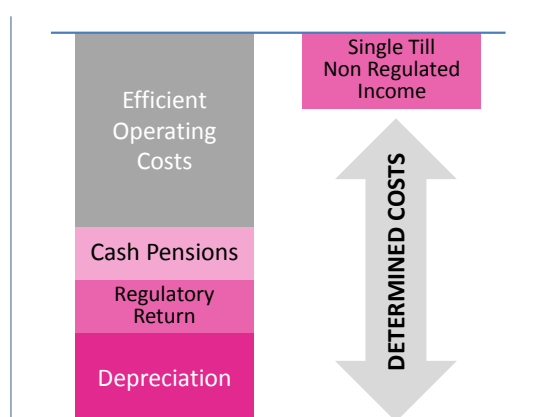 Efficient
Operating
Costs
Cash Pensions
Regulatory
Return
Depreciation
Single Till
Non Regulated
Income
DETERMINED COSTS